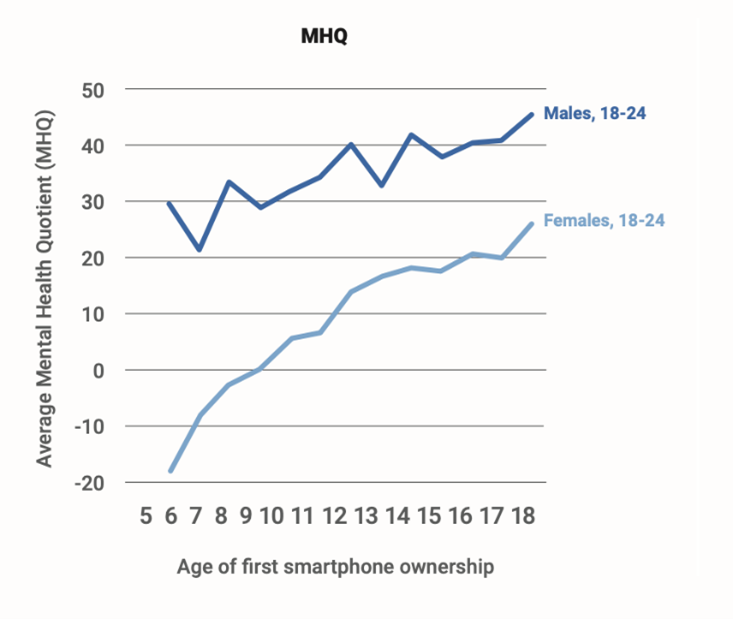 MHQ
Average Mental Health Quotient (MHQ)
50
40
30
20
10
0
-10
-20
Males, 18-24
Females, 18-24
5 6 7 8 9 10 11 12 13 14 15 16 17 18
Age of first smartphone ownership